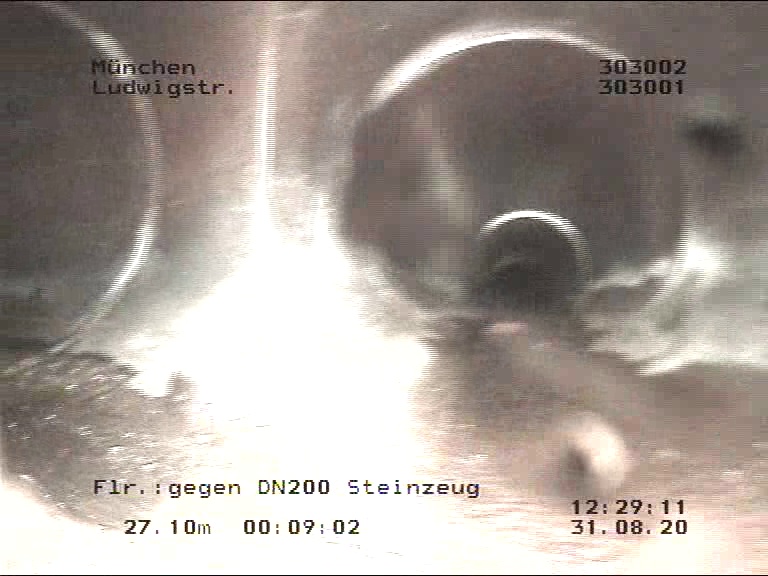 München
Ludwigstr.
303002
303001
Flr.:gegen DN200 Steinzeug
27.10m 00:09:02
12:29:11
31.08.20